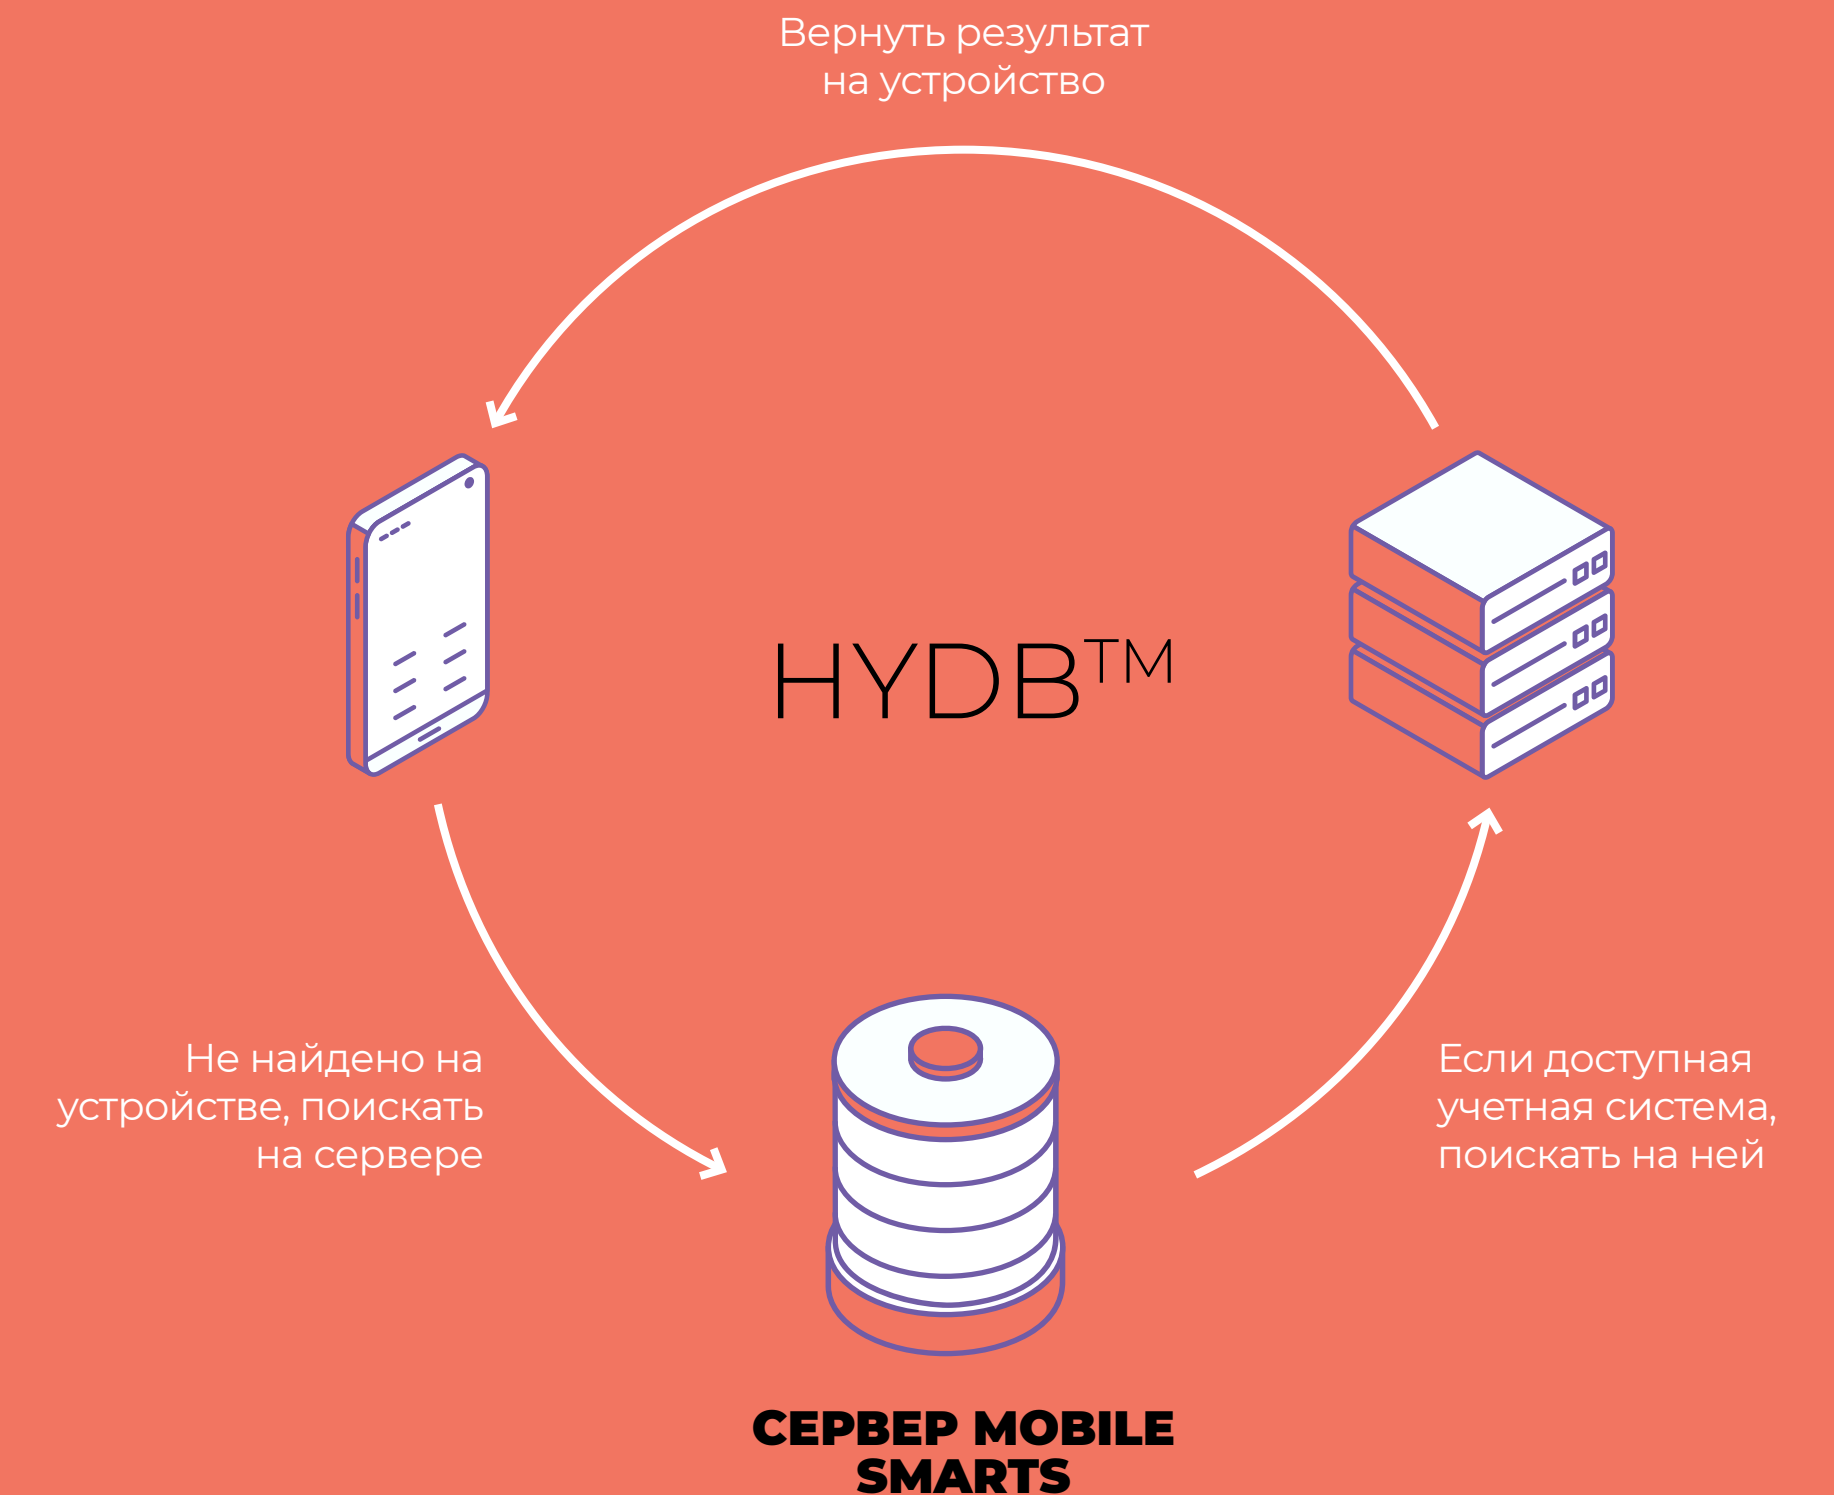 Вернуть результат
на устройство
HYDB™
Не найдено на
устройстве, поискать
на сервере
Если доступная
учетная система,
поискать на ней
СЕРВЕР MOBILE
SMARTS